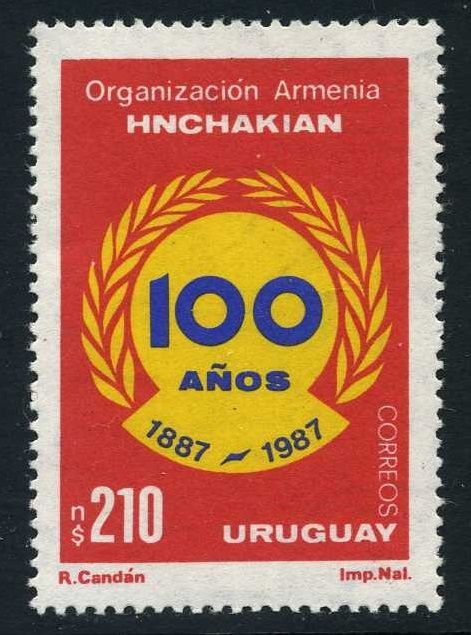 Organización Armenia
HNCHAKIAN
100
AÑOS
1887 - 1987
CORREOS
n$ 210
URUGUAY
R.Candán
Imp.Nal.